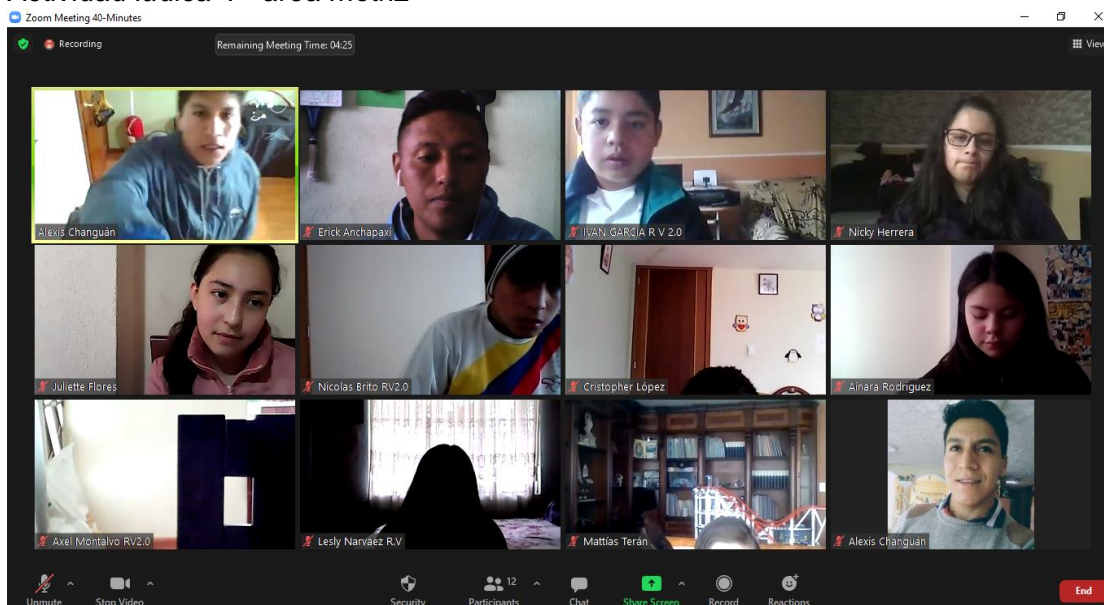 Actividad lúdica 4 - área motriz
Zoom Meeting 40-Minutes
Recording
Remaining Meeting Time: 04:25
View
Alexis Changuán
Erick Anchapaxi
IVAN GARCIA R V 2.0
Nicky Herrera
Juliette Flores
Nicolas Brito RV2.0
Cristopher López
Ainara Rodriguez
Axel Montalvo RV2.0
Lesly Narvaez R.V
Mattías Terán
Alexis Changuán
Unmute
Stop Video
Security
12
Participants
Chat
Share Screen
Record
Reactions
End